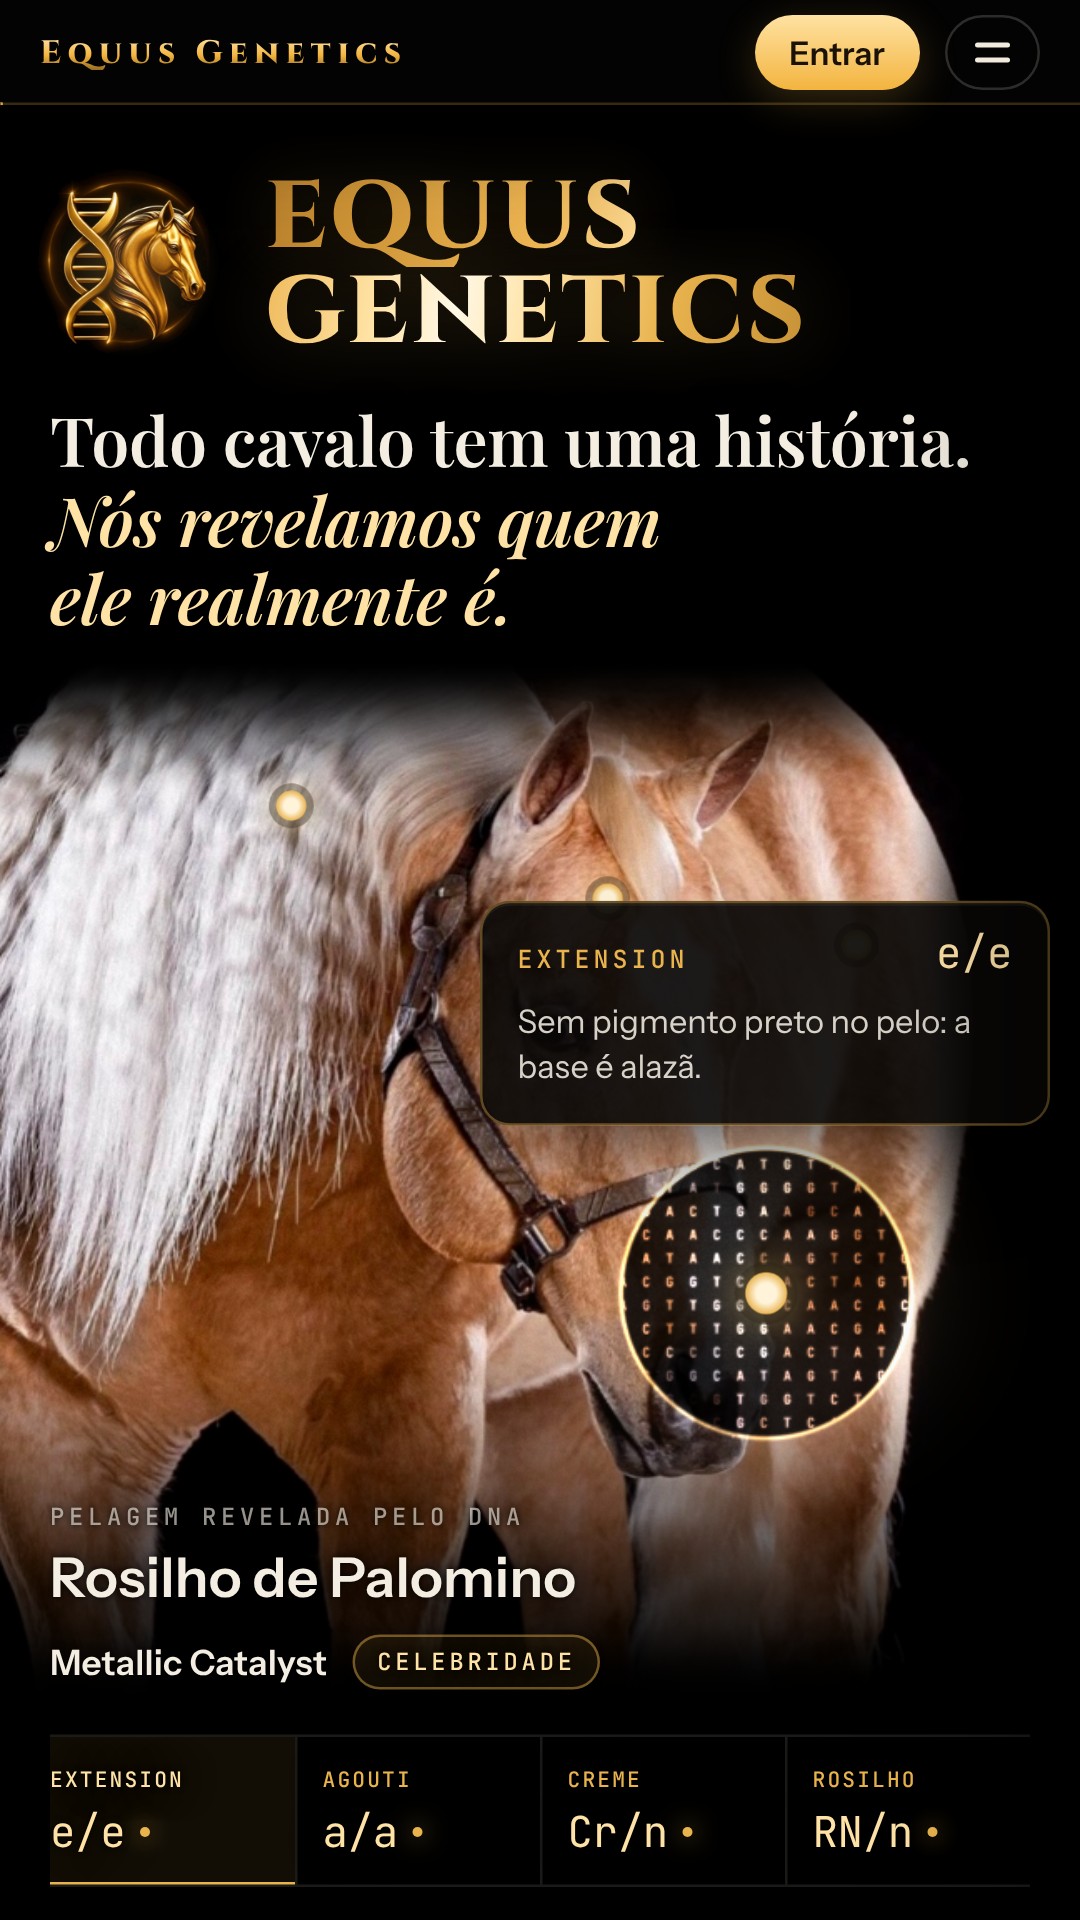 EQUUS GENETICS
Entrar
EQUUS
GENETICS
Todo cavalo tem uma história.
Nós revelamos quem
ele realmente é.
EXTENSION e/e
Sem pigmento preto no pelo: a
base é alazã.
PELAGEM REVELADA PELO DNA
Rosilho de Palomino
Metallic Catalyst CELEBRIDADE
EXTENSION AGOUTI CREME ROSILHO
e/e • a/a • Cr/n • RN/n •